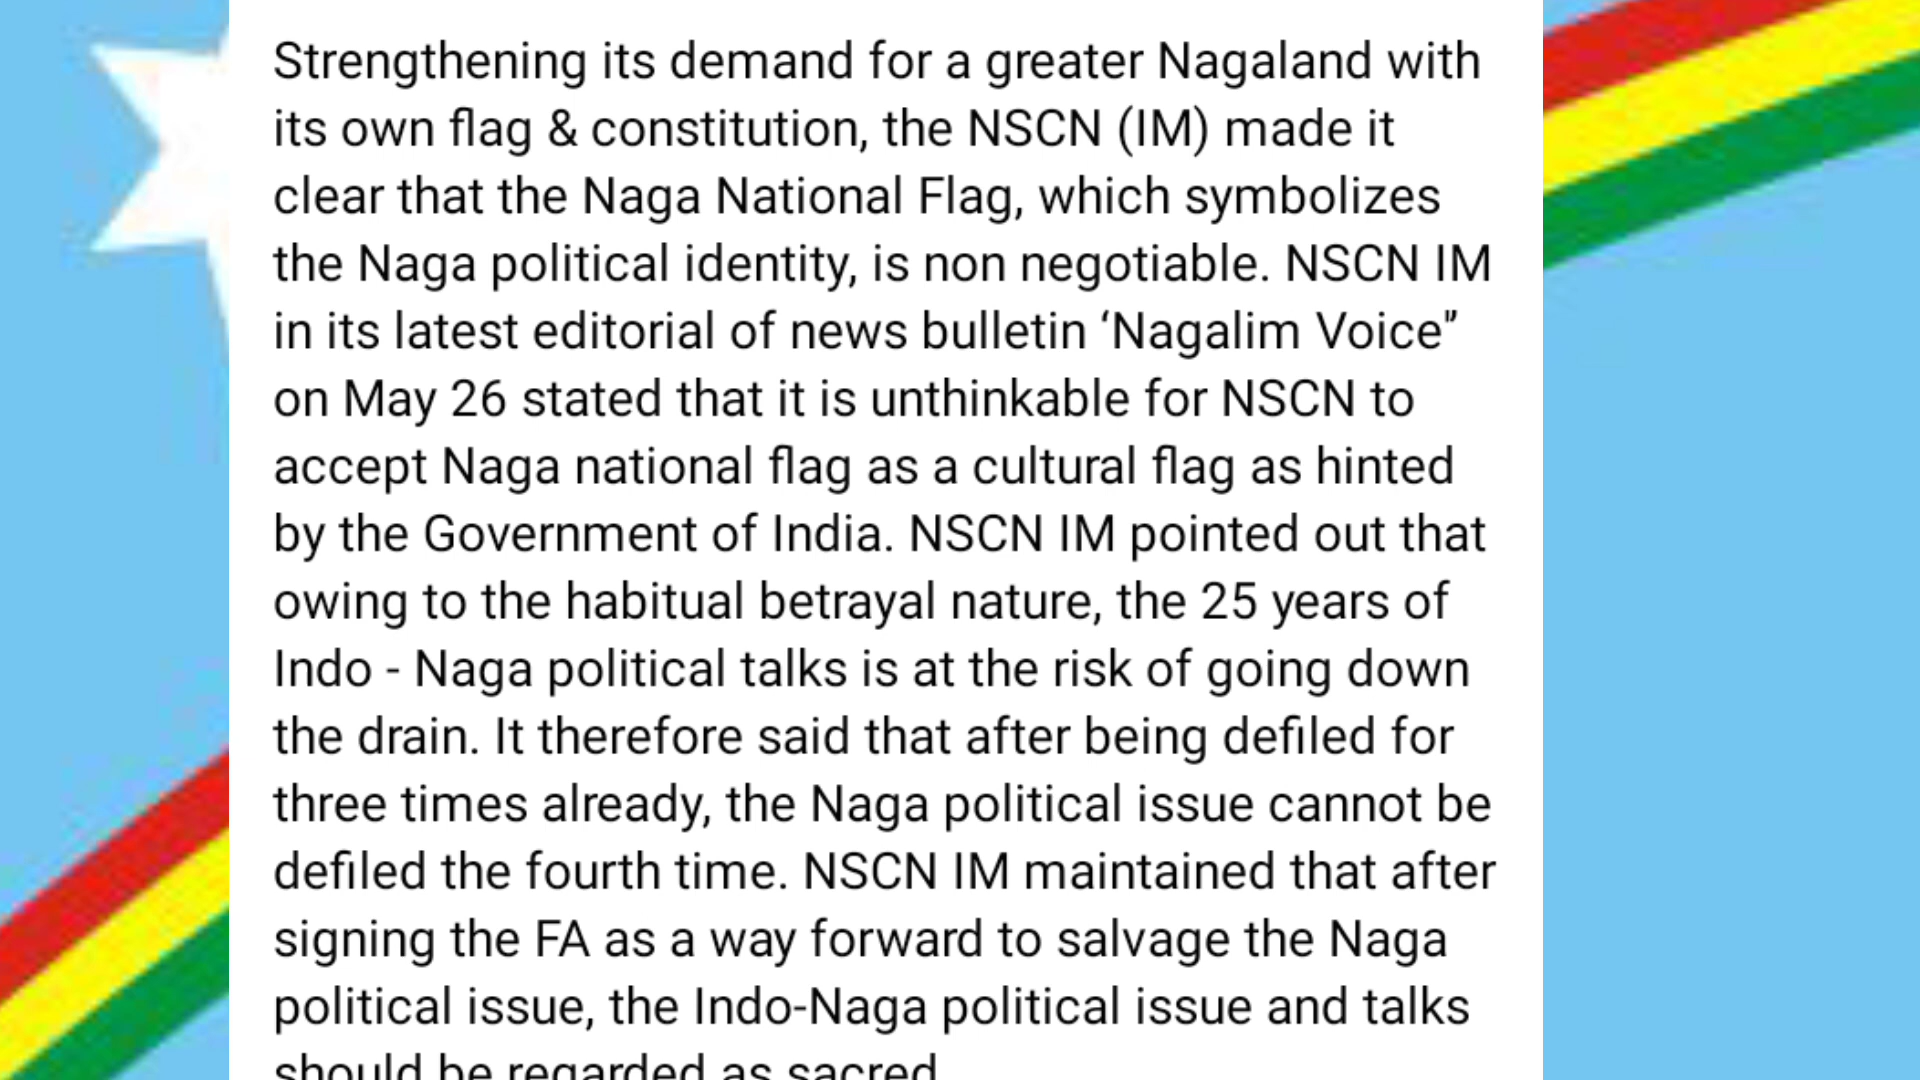 Strengthening its demand for a greater Nagaland with
its own flag & constitution, the NSCN (IM) made it
clear that the Naga National Flag, which symbolizes
the Naga political identity, is non negotiable. NSCN IM
in its latest editorial of news bulletin ‘Nagalim Voice”
on May 26 stated that it is unthinkable for NSCN to
accept Naga national flag as a cultural flag as hinted
by the Government of India. NSCN IM pointed out that
owing to the habitual betrayal nature, the 25 years of
Indo - Naga political talks is at the risk of going down
the drain. It therefore said that after being defiled for
three times already, the Naga political issue cannot be
defiled the fourth time. NSCN IM maintained that after
signing the FA as a way forward to salvage the Naga
political issue, the Indo-Naga political issue and talks
should be regarded as sacred